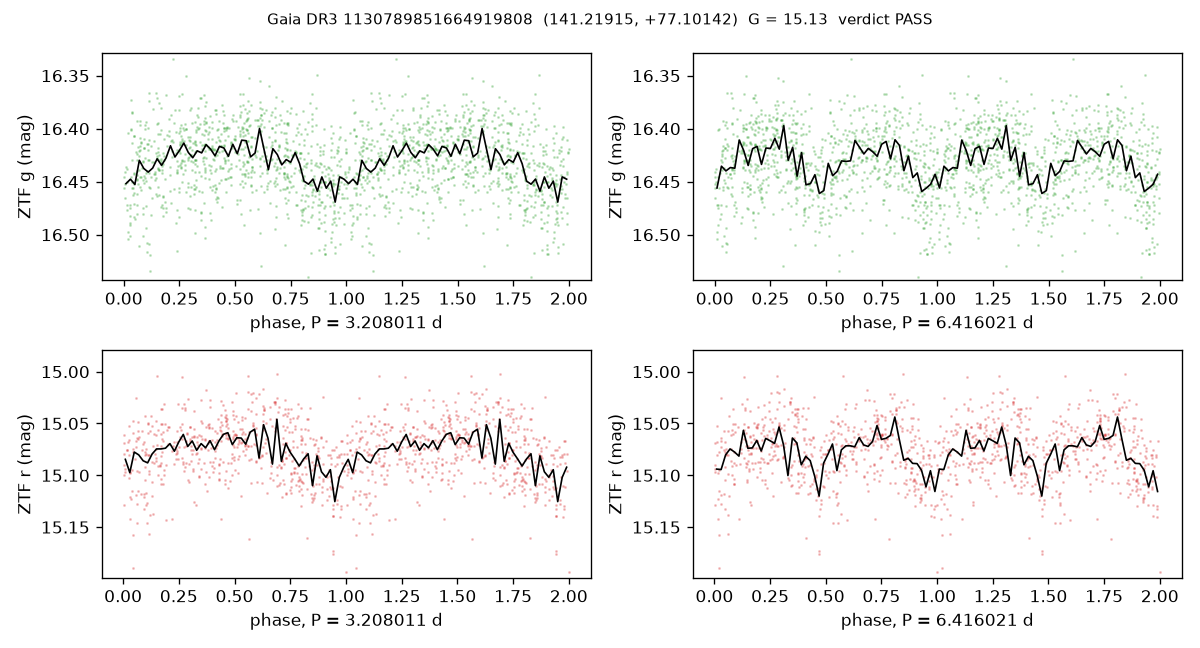 Gaia DR3 1130789851664919808 (141.21915, +77.10142) G = 15.13 verdict PASS
ZTF g (mag)
16.35
16.40
16.45
16.50
0.00 0.25 0.50 0.75 1.00 1.25 1.50 1.75 2.00
phase, P = 3.208011 d
ZTF g (mag)
16.35
16.40
16.45
16.50
0.00 0.25 0.50 0.75 1.00 1.25 1.50 1.75 2.00
phase, P = 6.416021 d
ZTF r (mag)
15.00
15.05
15.10
15.15
0.00 0.25 0.50 0.75 1.00 1.25 1.50 1.75 2.00
phase, P = 3.208011 d
ZTF r (mag)
15.00
15.05
15.10
15.15
0.00 0.25 0.50 0.75 1.00 1.25 1.50 1.75 2.00
phase, P = 6.416021 d